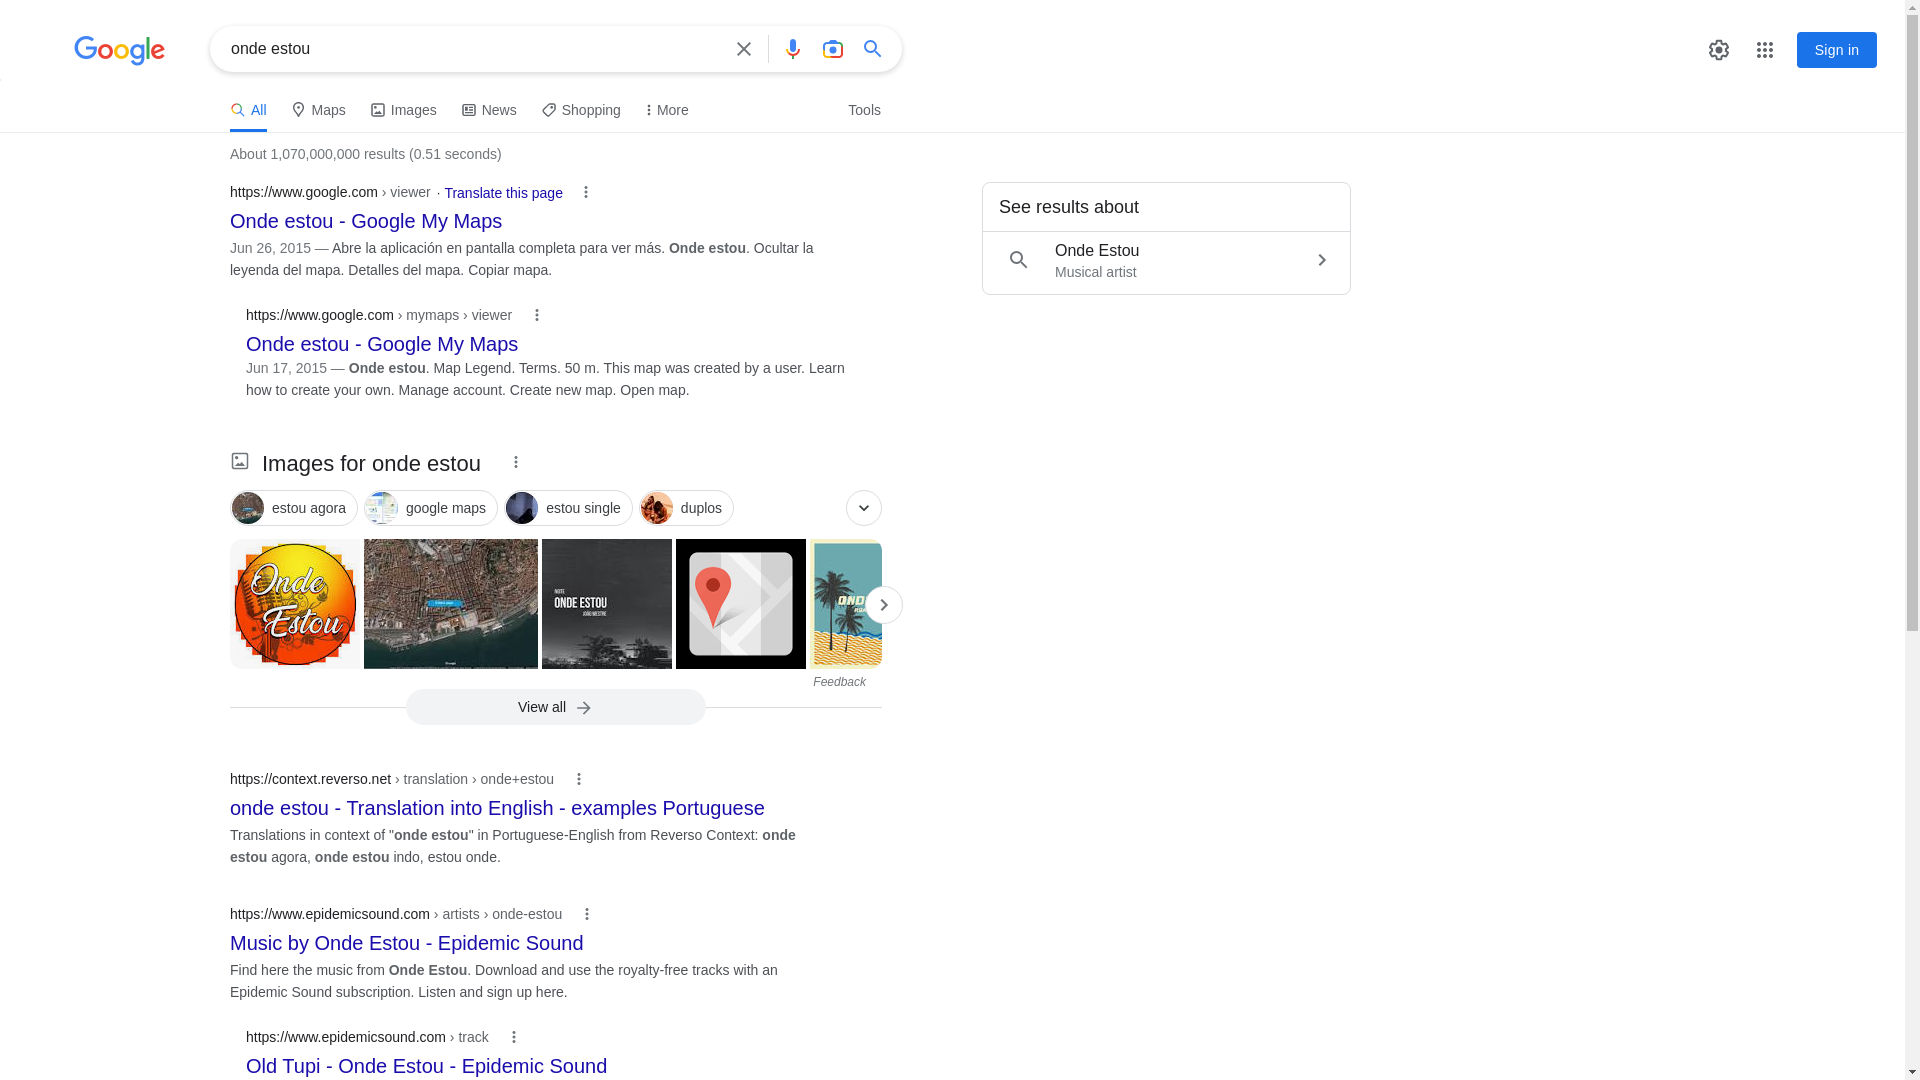 Google
onde estou
Sign in
All
Maps
Images
News
Shopping
More
Tools
About 1,070,000,000 results (0.51 seconds)
https://www.google.com › viewer · Translate this page
Onde estou - Google My Maps
Jun 26, 2015 — Abre la aplicación en pantalla completa para ver más. Onde estou. Ocultar la
leyenda del mapa. Detalles del mapa. Copiar mapa.
https://www.google.com › mymaps › viewer
Onde estou - Google My Maps
Jun 17, 2015 — Onde estou. Map Legend. Terms. 50 m. This map was created by a user. Learn
how to create your own. Manage account. Create new map. Open map.
See results about
Onde Estou
Musical artist
Images for onde estou
estou agora
google maps
estou single
duplos
Onde
Estou
ONDE ESTOU
Feedback
View all
https://context.reverso.net › translation › onde+estou
onde estou - Translation into English - examples Portuguese
Translations in context of "onde estou" in Portuguese-English from Reverso Context: onde
estou agora, onde estou indo, estou onde.
https://www.epidemicsound.com › artists › onde-estou
Music by Onde Estou - Epidemic Sound
Find here the music from Onde Estou. Download and use the royalty-free tracks with an
Epidemic Sound subscription. Listen and sign up here.
https://www.epidemicsound.com › track
Old Tupi - Onde Estou - Epidemic Sound